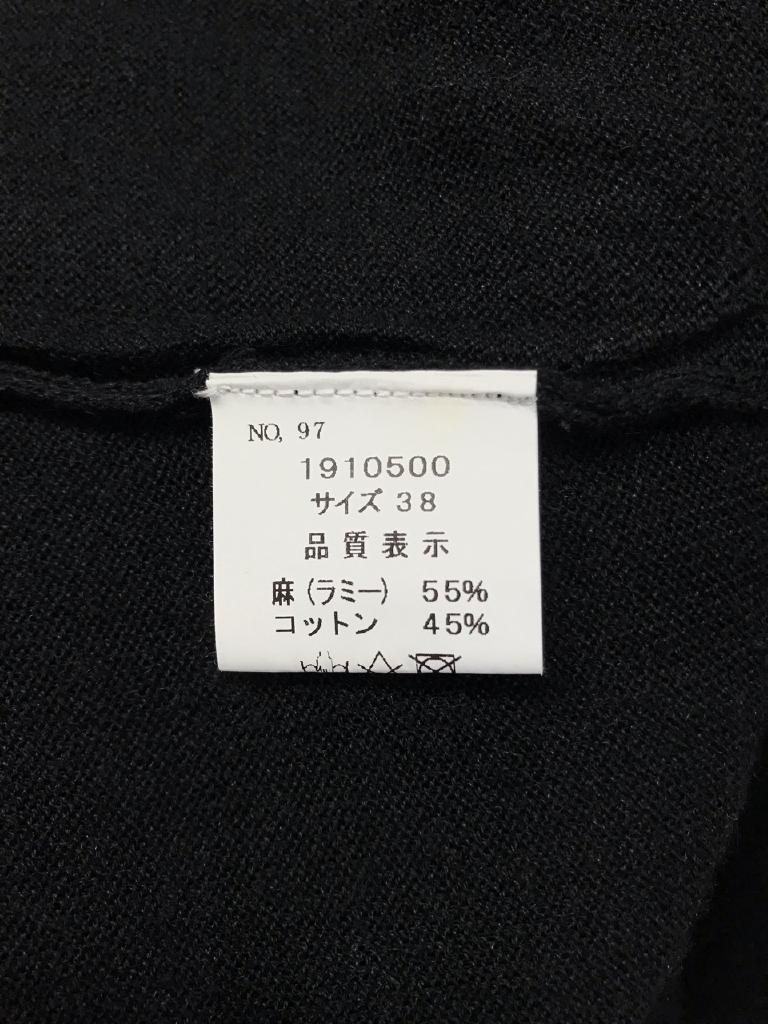 NO, 97
1910500
サイズ 38
品質表示
麻(ラミー) 55%
コットン 45%